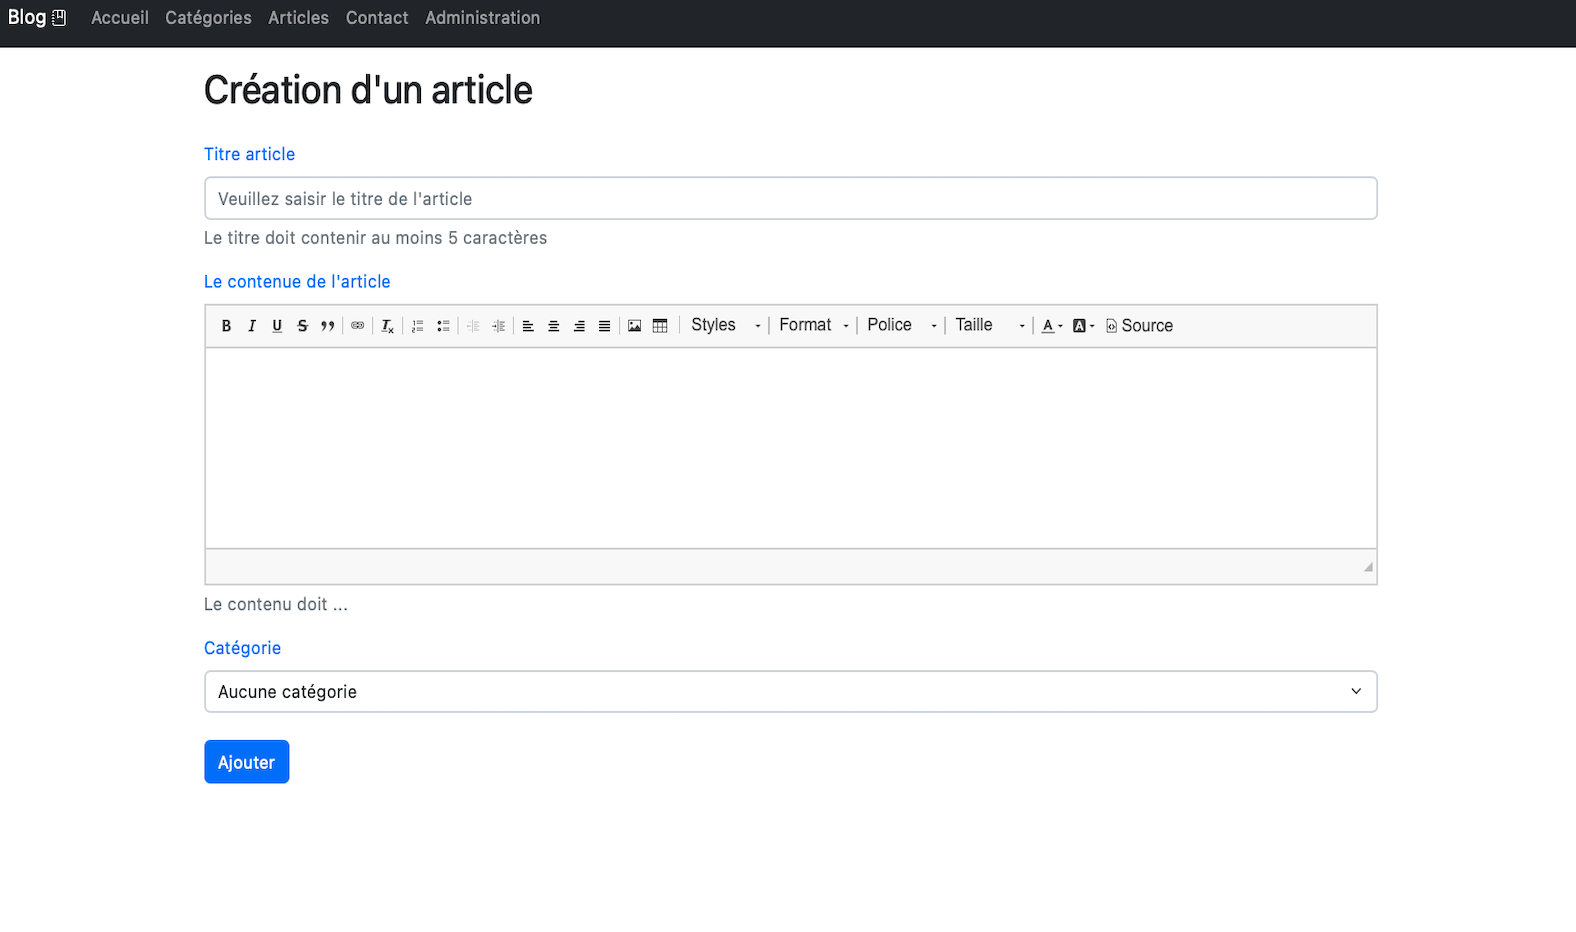 Blog Accueil Catégories Articles Contact Administration
Création d'un article
Titre article
Veuillez saisir le titre de l'article
Le titre doit contenir au moins 5 caractères
Le contenue de l'article
B I U S Styles Format Police Taille A A Source
Le contenu doit ...
Catégorie
Aucune catégorie
Ajouter